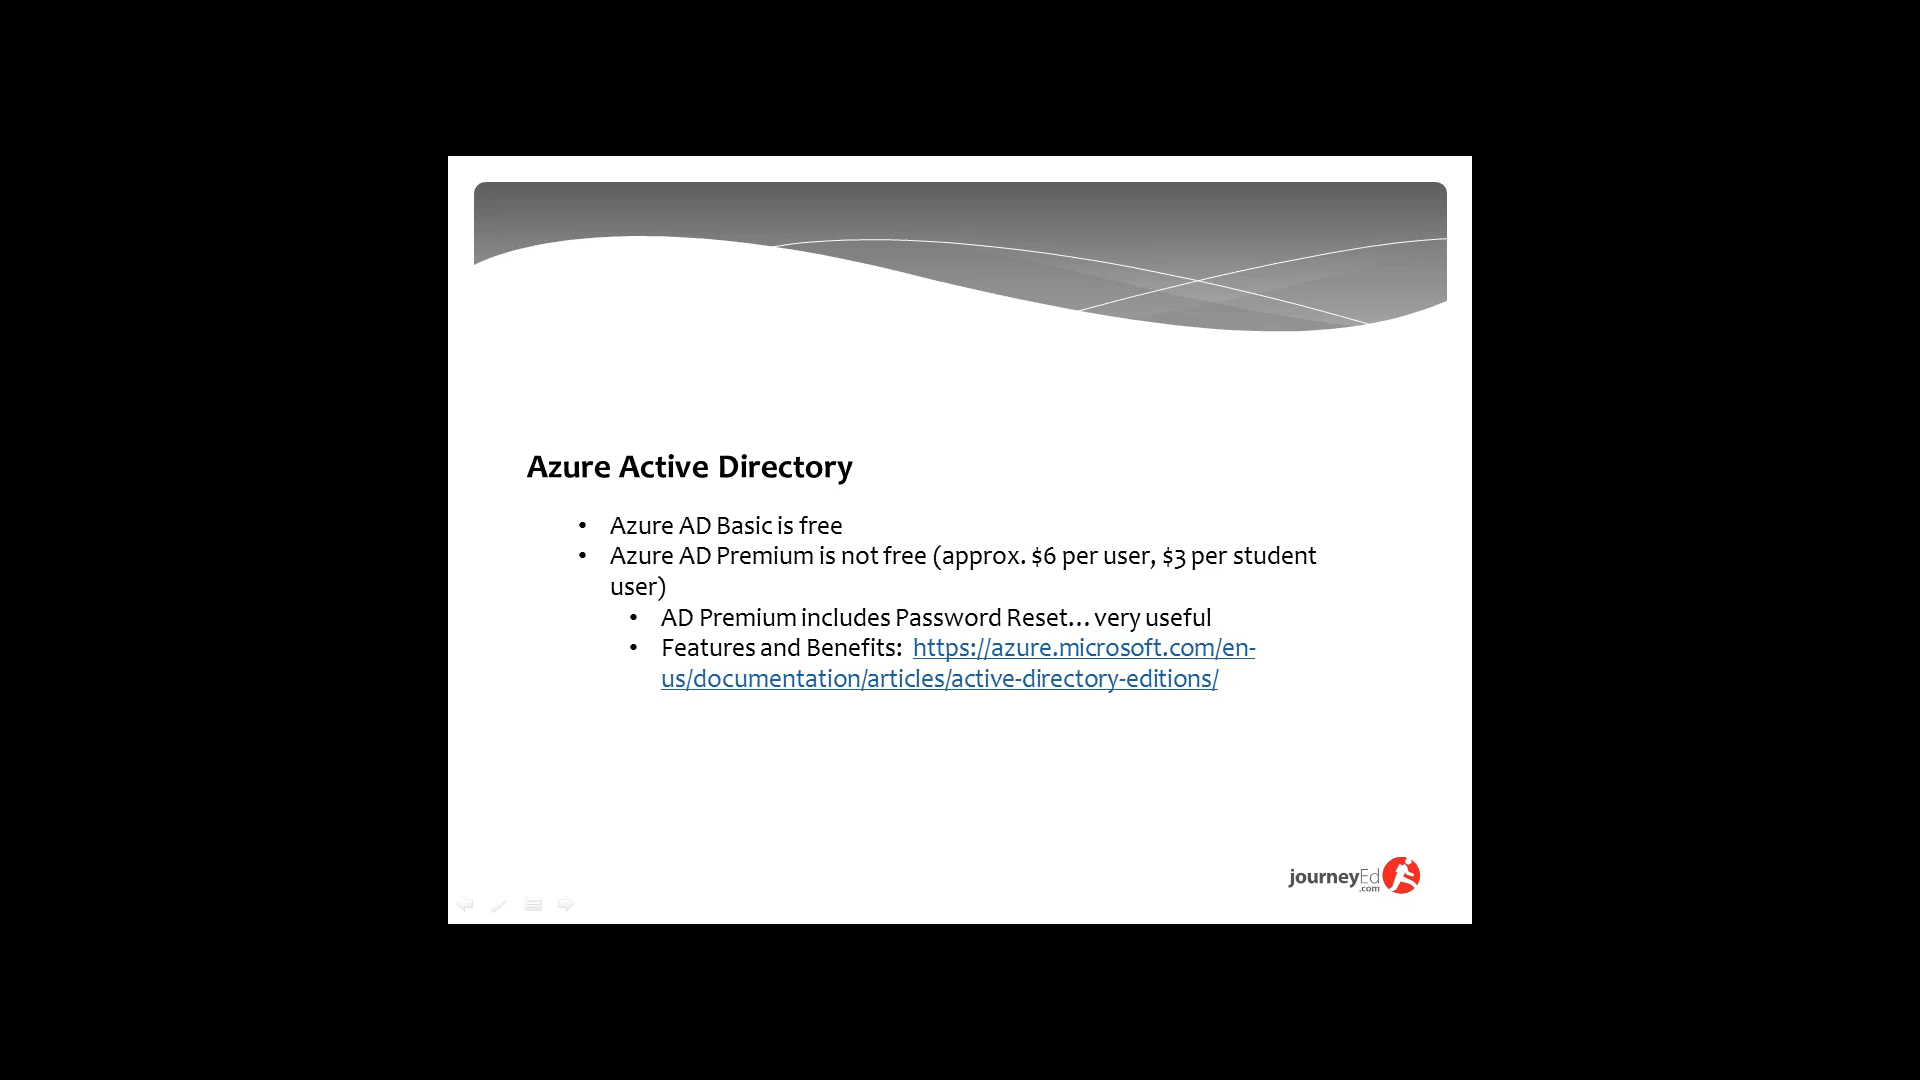 Azure Active Directory
• Azure AD Basic is free
• Azure AD Premium is not free (approx. $6 per user, $3 per student
user)
• AD Premium includes Password Reset… very useful
• Features and Benefits: https://azure.microsoft.com/en-
us/documentation/articles/active-directory-editions/
journeyEd
.com